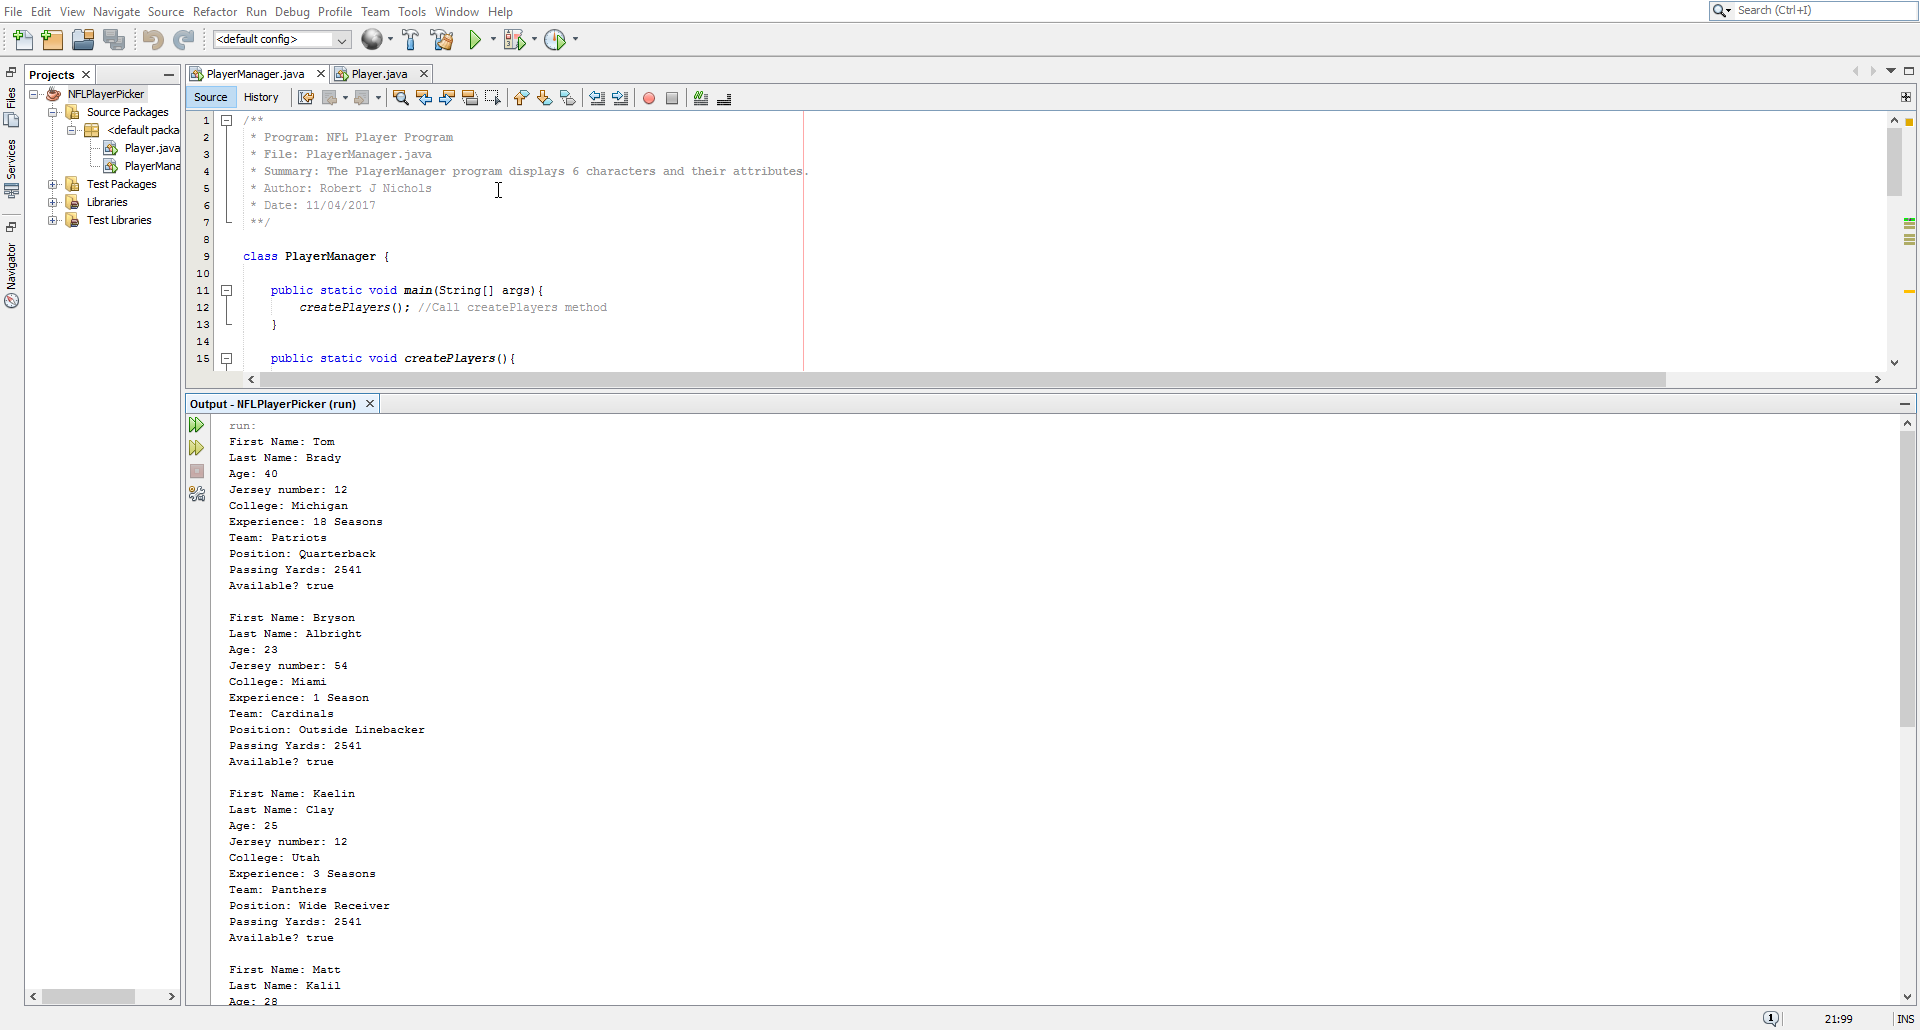 File Edit View Navigate Source Refactor Run Debug Profile Team Tools Window Help
Search (Ctrl+I)
<default config>
Files
Services
Navigator
Projects
NFLPlayerPicker
Source Packages
<default packa
Player.java
PlayerMana
Test Packages
Libraries
Test Libraries
PlayerManager.java
Player.java
Source
History
1 /**
2 * Program: NFL Player Program
3 * File: PlayerManager.java
4 * Summary: The PlayerManager program displays 6 characters and their attributes.
5 * Author: Robert J Nichols
6 * Date: 11/04/2017
7 **/
8
9 class PlayerManager {
10
11 public static void main(String[] args){
12 createPlayers(); //Call createPlayers method
13 }
14
15 public static void createPlayers(){
Output - NFLPlayerPicker (run)
run:
First Name: Tom
Last Name: Brady
Age: 40
Jersey number: 12
College: Michigan
Experience: 18 Seasons
Team: Patriots
Position: Quarterback
Passing Yards: 2541
Available? true
First Name: Bryson
Last Name: Albright
Age: 23
Jersey number: 54
College: Miami
Experience: 1 Season
Team: Cardinals
Position: Outside Linebacker
Passing Yards: 2541
Available? true
First Name: Kaelin
Last Name: Clay
Age: 25
Jersey number: 12
College: Utah
Experience: 3 Seasons
Team: Panthers
Position: Wide Receiver
Passing Yards: 2541
Available? true
First Name: Matt
Last Name: Kalil
Age: 28
1
21:99
INS